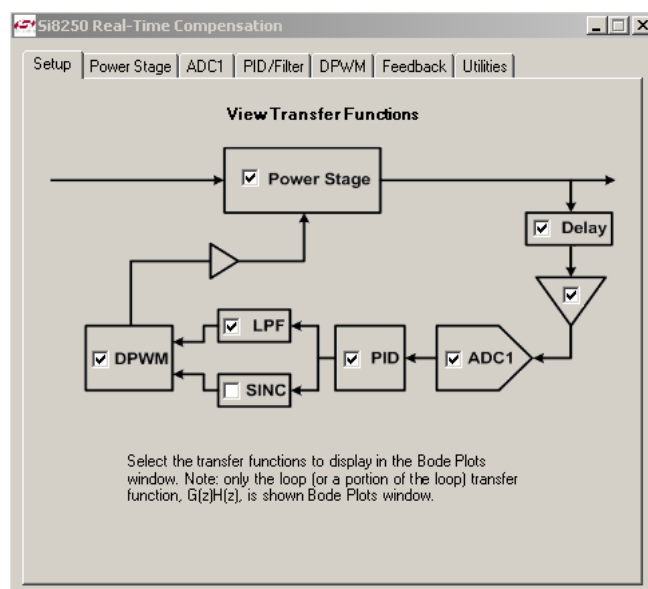 Si8250 Real-Time Compensation
Setup Power Stage ADC1 PID/Filter DPWM Feedback Utilities
View Transfer Functions
Power Stage
Delay
LPF
DPWM
PID
ADC1
SINC
Select the transfer functions to display in the Bode Plots
window. Note: only the loop (or a portion of the loop) transfer
function, G(z)H(z), is shown Bode Plots window.